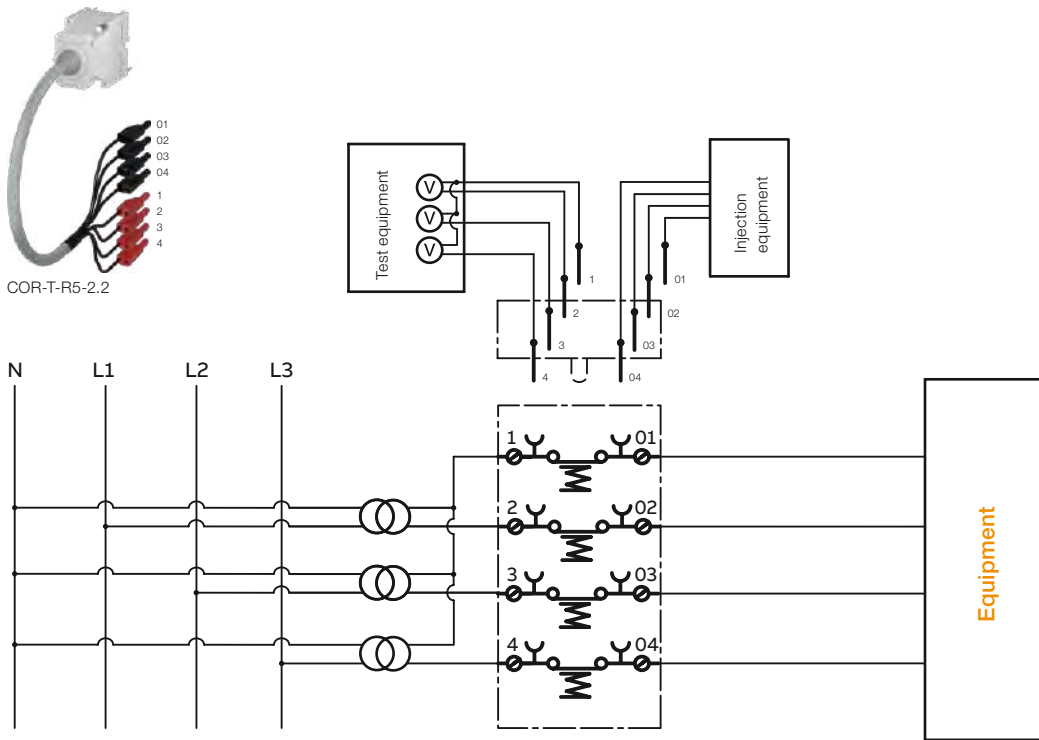 01
02
03
04
1
2
3
4
COR-T-R5-2.2
Test equipment
V
V
V
Injection
equipment
1
2
3
4
01
02
03
04
N L1 L2 L3
1 01
2 02
3 03
4 04
Equipment